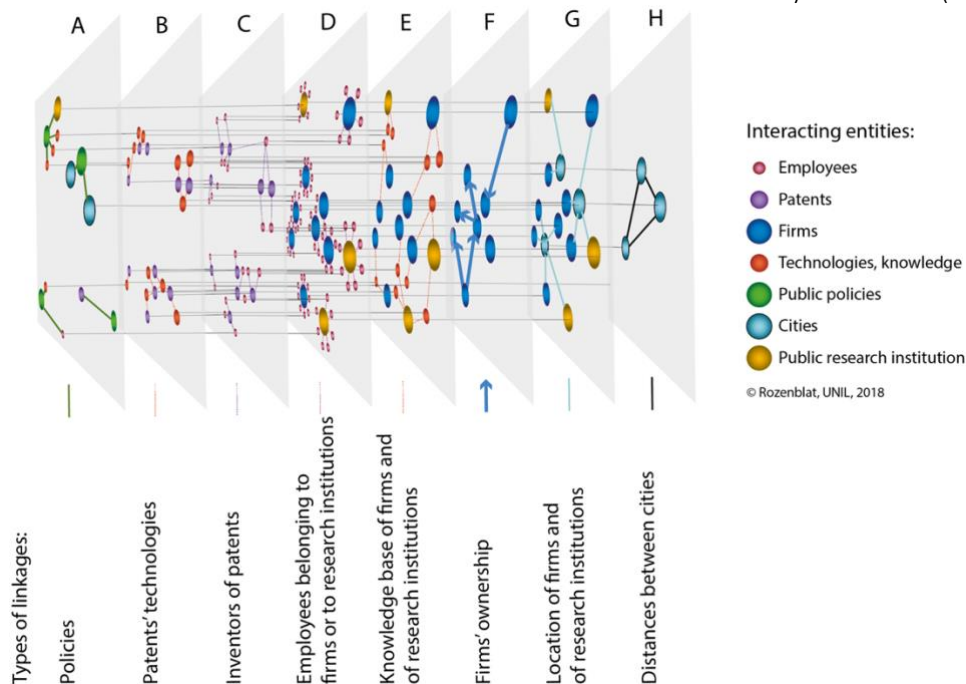 A B C D E F G H
Interacting entities:
Employees
Patents
Firms
Technologies, knowledge
Public policies
Cities
Public research institution
© Rozenblat, UNIL, 2018
Types of linkages:
Policies
Patents' technologies
Inventors of patents
Employees belonging to
firms or to research institutions
Knowledge base of firms and
of research institutions
Firms' ownership
Location of firms and
of research institutions
Distances between cities